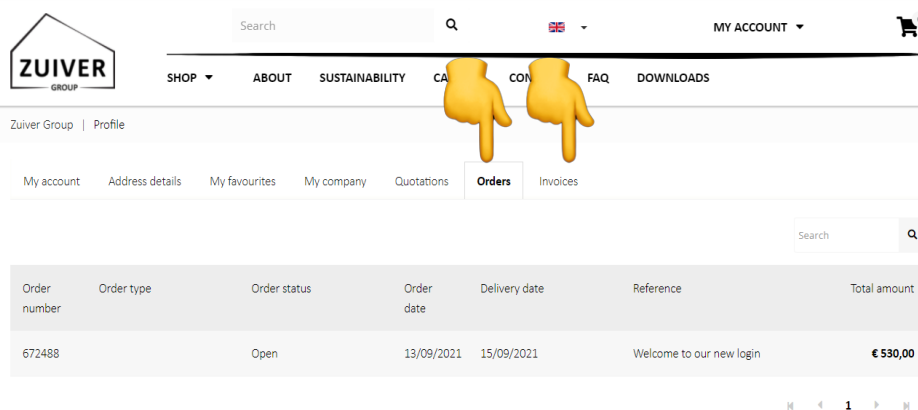 Search
MY ACCOUNT
ZUIVER
GROUP
SHOP ABOUT SUSTAINABILITY FAQ DOWNLOADS
Zuiver Group | Profile
My account Address details My favourites My company Quotations Orders Invoices
Search
Order number Order type Order status Order date Delivery date Reference Total amount
672488 Open 13/09/2021 15/09/2021 Welcome to our new login € 530,00
1